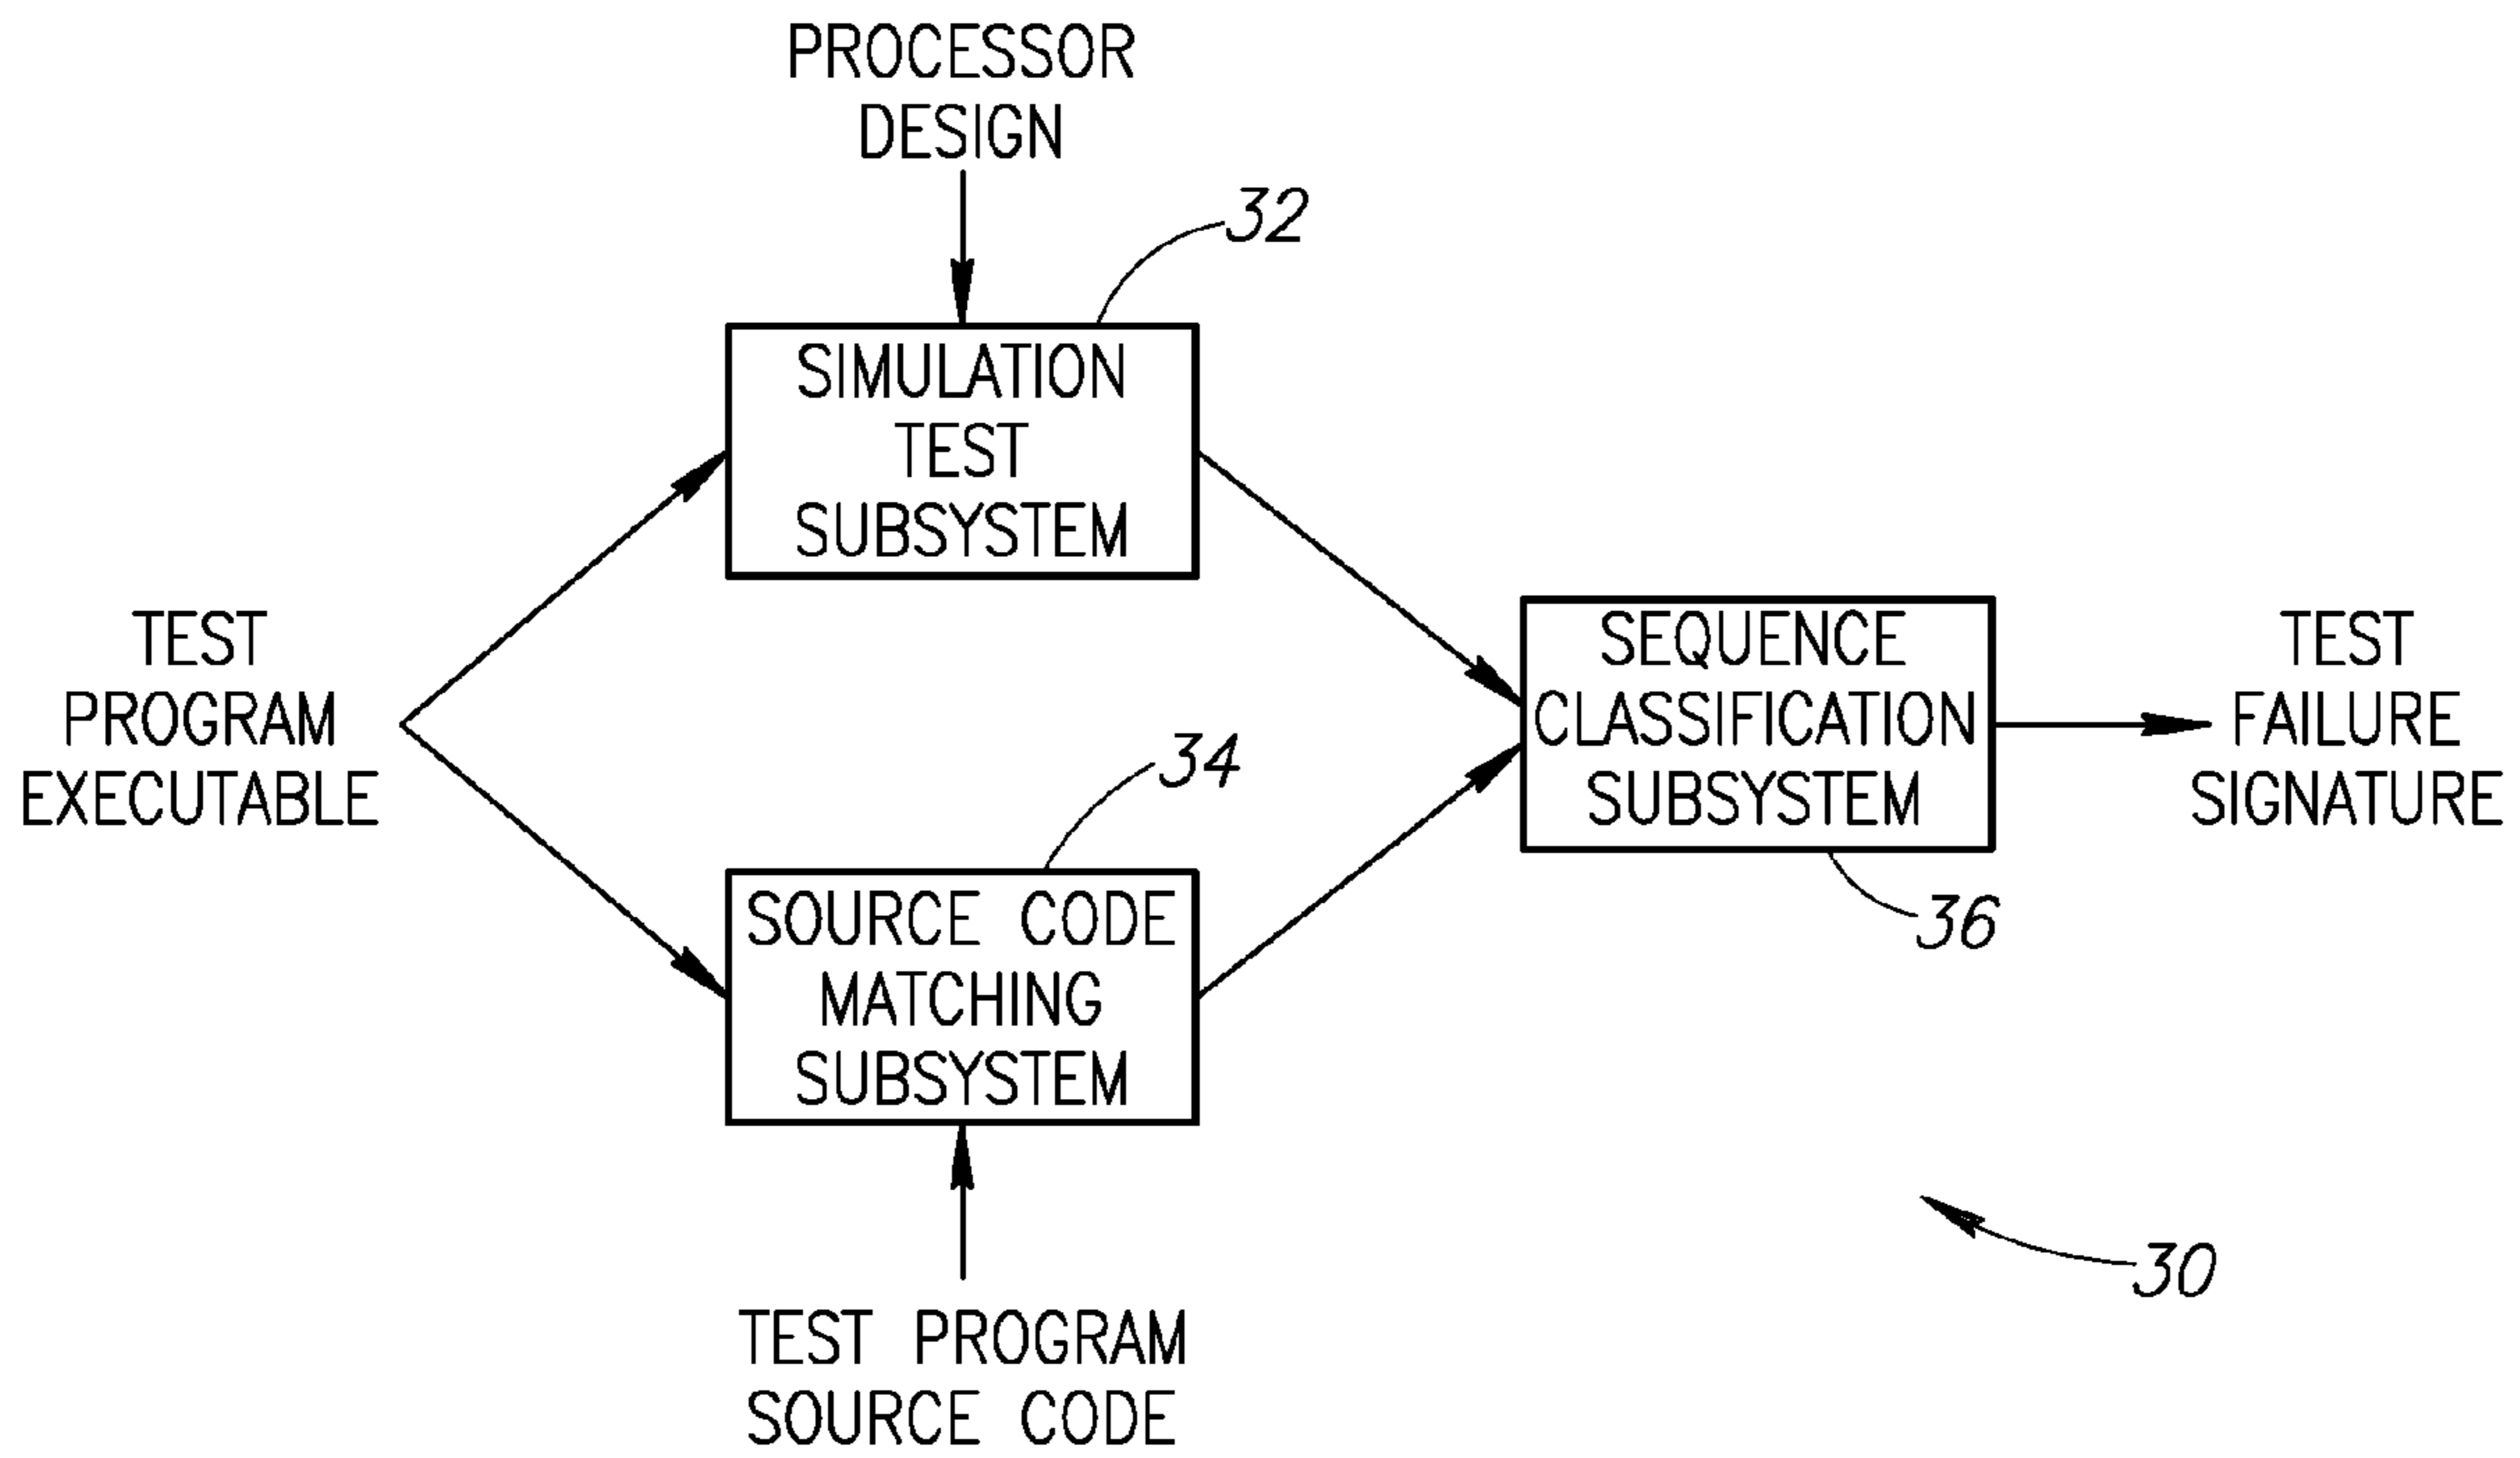 PROCESSOR
DESIGN
32
SIMULATION
TEST
SUBSYSTEM
TEST
PROGRAM
EXECUTABLE
34
SOURCE CODE
MATCHING
SUBSYSTEM
TEST PROGRAM
SOURCE CODE
SEQUENCE
CLASSIFICATION
SUBSYSTEM
36
TEST
FAILURE
SIGNATURE
30